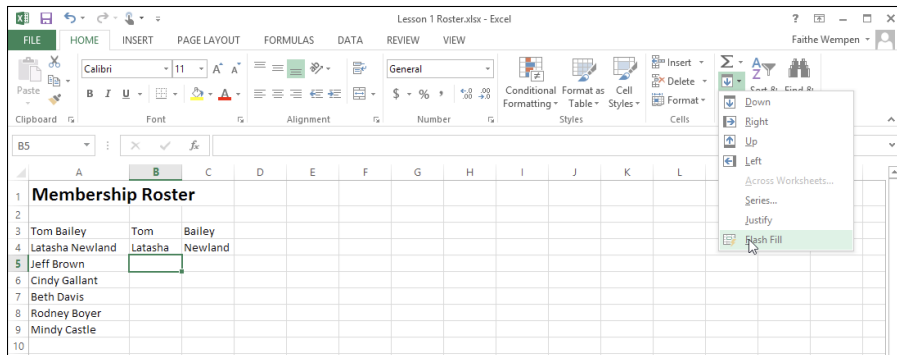 Lesson 1 Roster.xlsx - Excel
FILE HOME INSERT PAGE LAYOUT FORMULAS DATA REVIEW VIEW Faithe Wempen
Calibri 11 A A General Insert Σ
Paste Delete
B I U A $ % , .0 .00 .00 .0 Conditional Format as Cell Format
Formatting Table Styles
Clipboard Font Alignment Number Styles Cells
Down
Right
Up
Left
Across Worksheets...
Series...
Justify
Flash Fill
B5 fx
A B C D E F G H I J K L
1 Membership Roster
2
3 Tom Bailey Tom Bailey
4 Latasha Newland Latasha Newland
5 Jeff Brown
6 Cindy Gallant
7 Beth Davis
8 Rodney Boyer
9 Mindy Castle
10